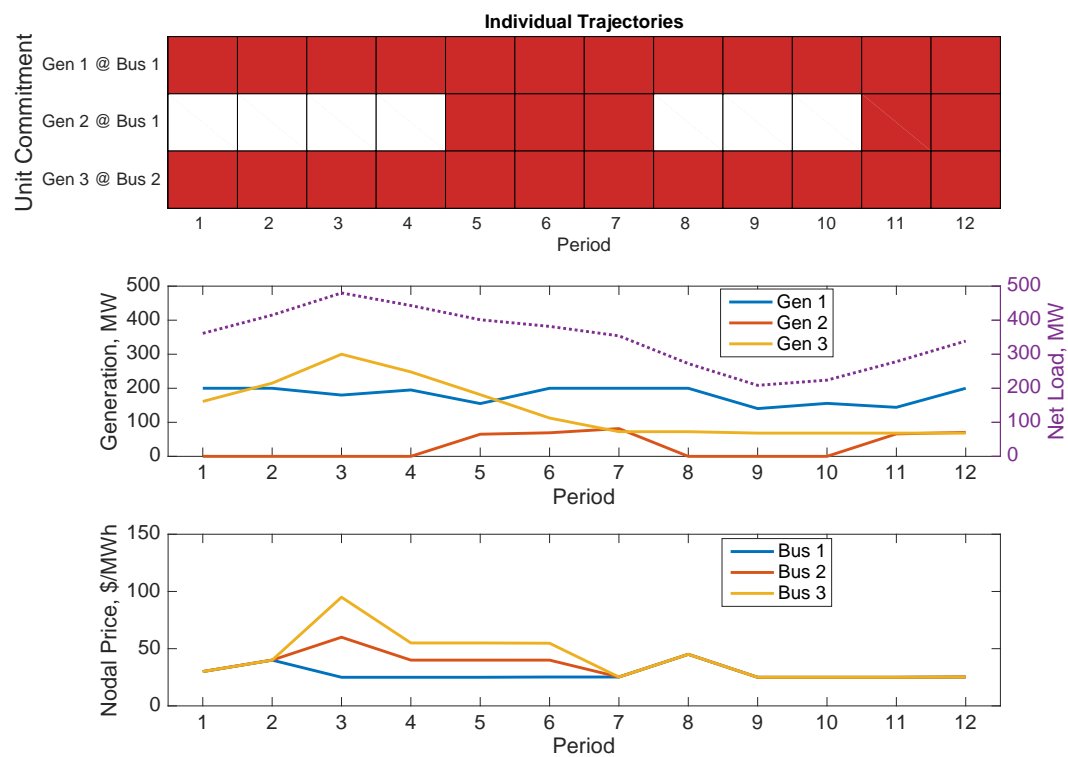 Individual Trajectories
Unit Commitment
Gen 1 @ Bus 1
Gen 2 @ Bus 1
Gen 3 @ Bus 2
1 2 3 4 5 6 7 8 9 10 11 12
Period
Generation, MW
500
400
300
200
100
0
Gen 1
Gen 2
Gen 3
500
400
300
200
100
0
Net Load, MW
1 2 3 4 5 6 7 8 9 10 11 12
Period
Nodal Price, $/MWh
150
100
50
0
Bus 1
Bus 2
Bus 3
1 2 3 4 5 6 7 8 9 10 11 12
Period